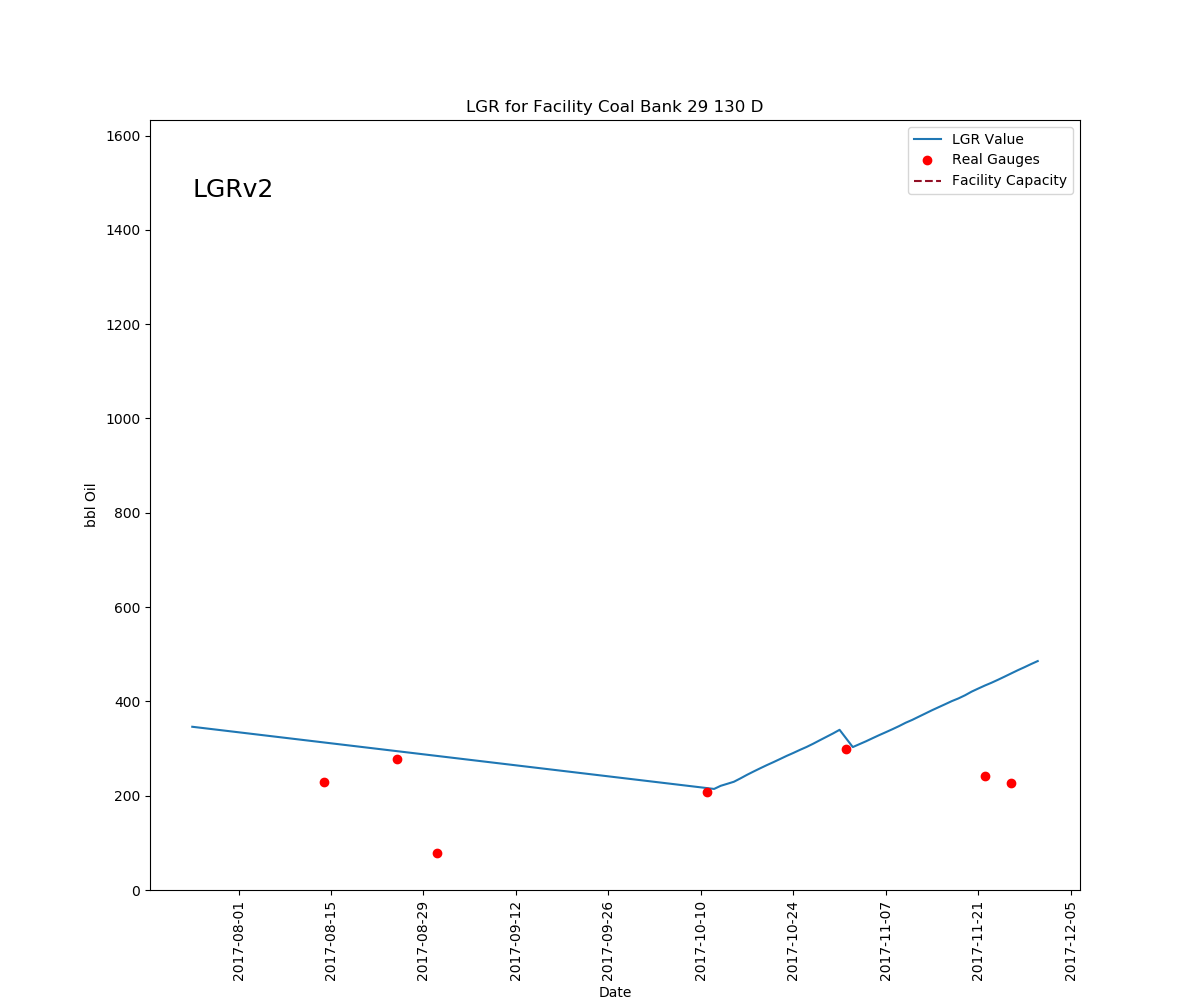 LGR for Facility Coal Bank 29 130 D
LGRv2
LGR Value
Real Gauges
Facility Capacity
bbl Oil
1600
1400
1200
1000
800
600
400
200
0
2017-08-01
2017-08-15
2017-08-29
2017-09-12
2017-09-26
2017-10-10
2017-10-24
2017-11-07
2017-11-21
2017-12-05
Date